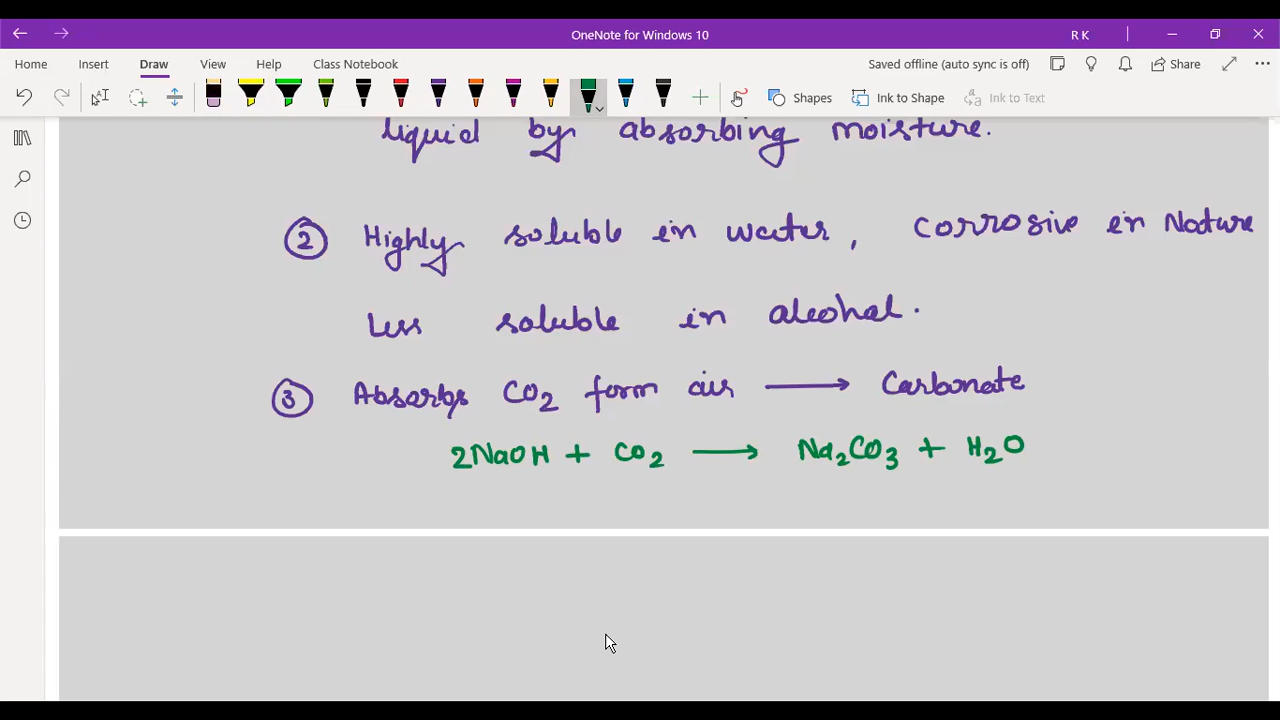 OneNote for Windows 10
R K
Home Insert Draw View Help Class Notebook
Saved offline (auto sync is off) Share
Shapes Ink to Shape Ink to Text
liquid by absorbing moisture.
② Highly soluble in water, Corrosive in Nature
Less soluble in alcohal.
③ Absorbs CO2 form air → Carbonate
2NaOH + CO2 → Na2CO3 + H2O